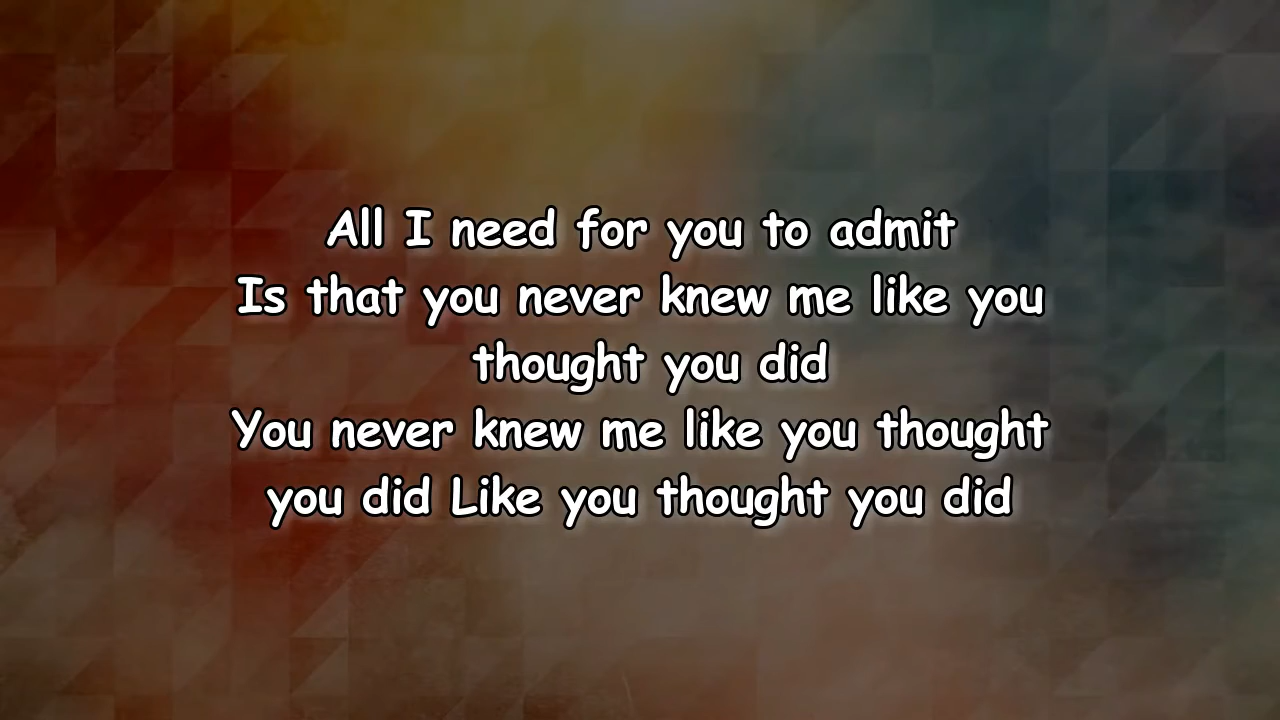 All I need for you to admit
Is that you never knew me like you
thought you did
You never knew me like you thought
you did Like you thought you did